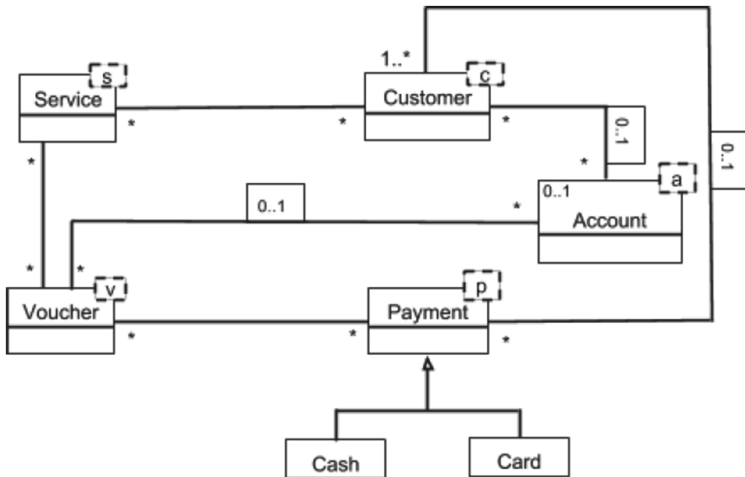 1..*
s
c
Service
Customer
*
*
*
0..1
0..1
*
*
a
0..1
0..1
*
Account
*
*
v
p
Voucher
Payment
*
*
*
Cash
Card